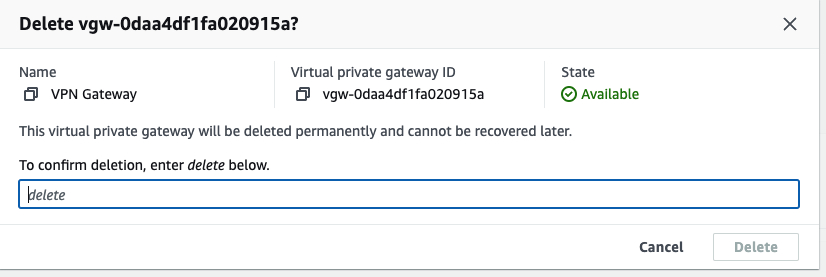 Delete vgw-0daa4df1fa020915a?
Name
VPN Gateway
Virtual private gateway ID
vgw-0daa4df1fa020915a
State
Available
This virtual private gateway will be deleted permanently and cannot be recovered later.
To confirm deletion, enter delete below.
delete
Cancel
Delete